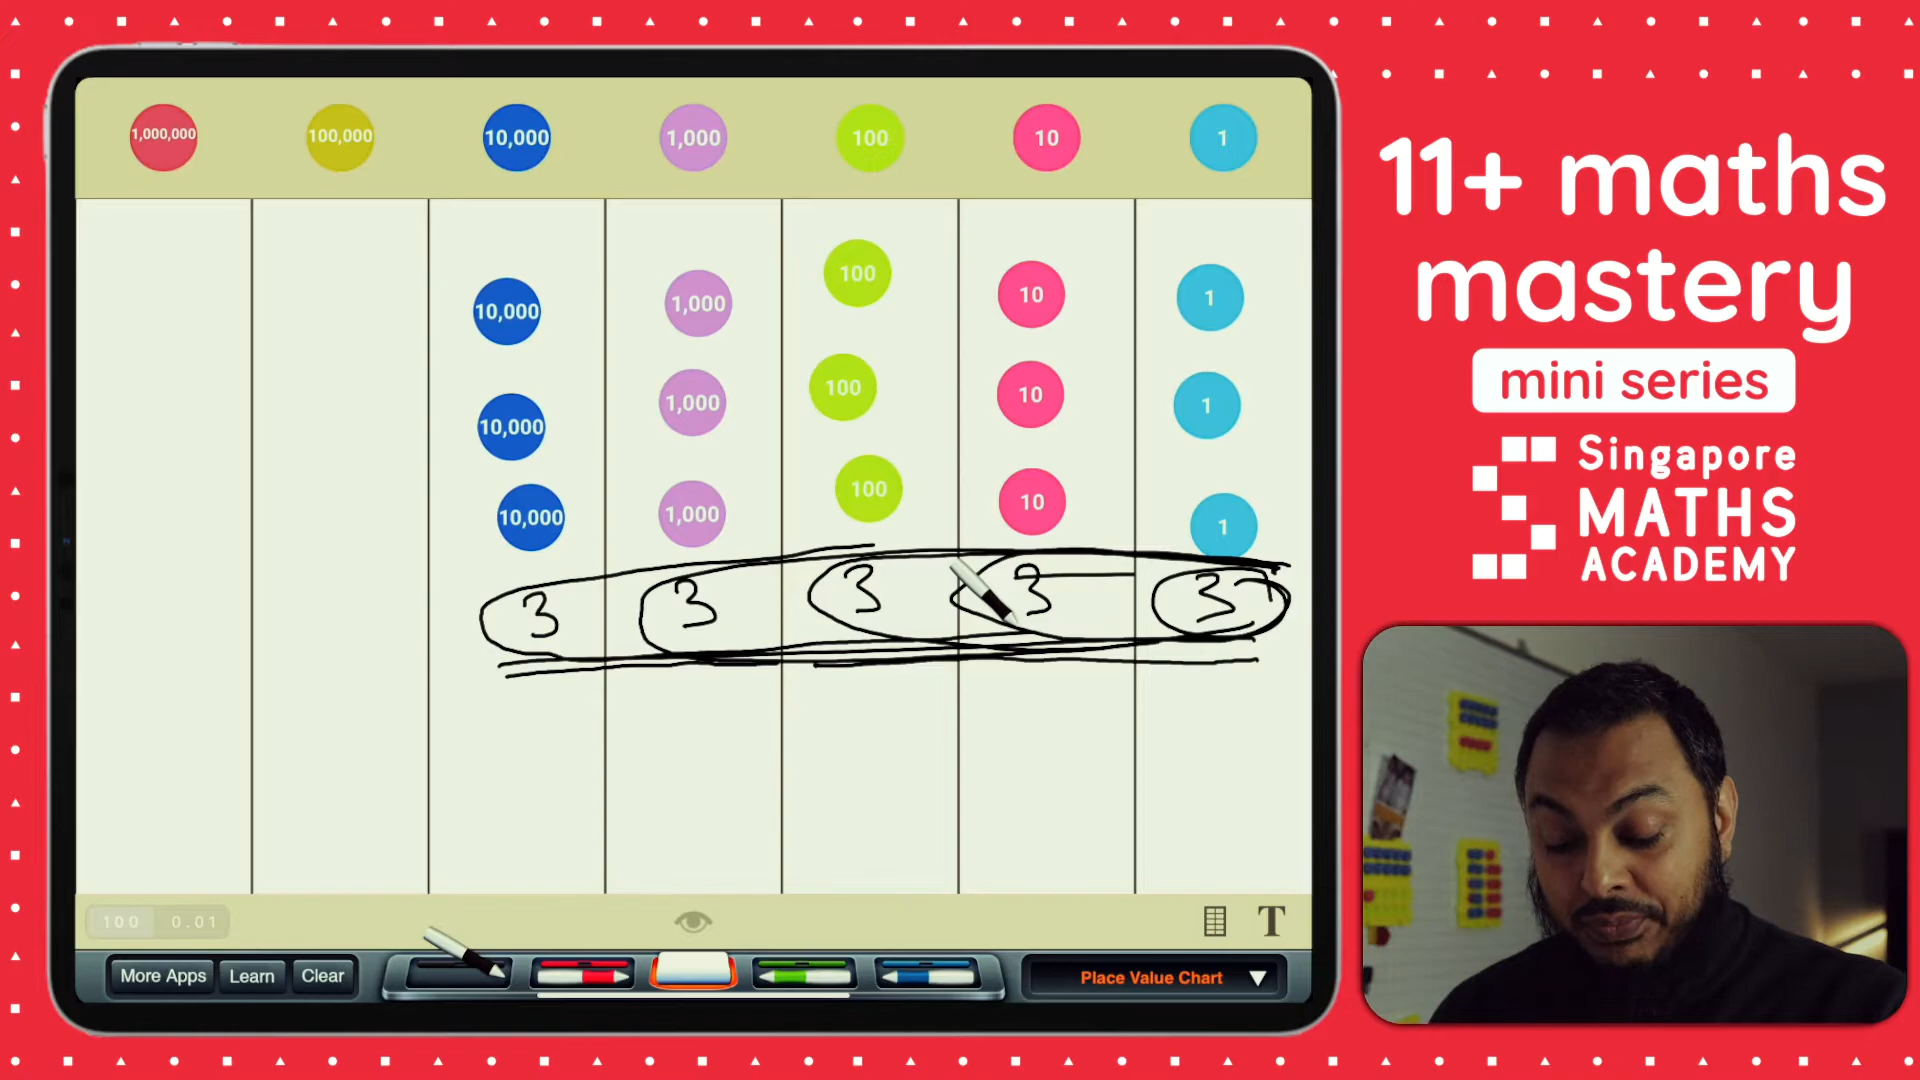 1,000,000 100,000 10,000 1,000 100 10 1
10,000 1,000 100 10 1
10,000 1,000 100 10 1
10,000 1,000 100 10 1
3 3 3 3 3
100 0.01
T
More Apps Learn Clear
Place Value Chart
11+ maths
mastery
mini series
Singapore
MATHS
ACADEMY